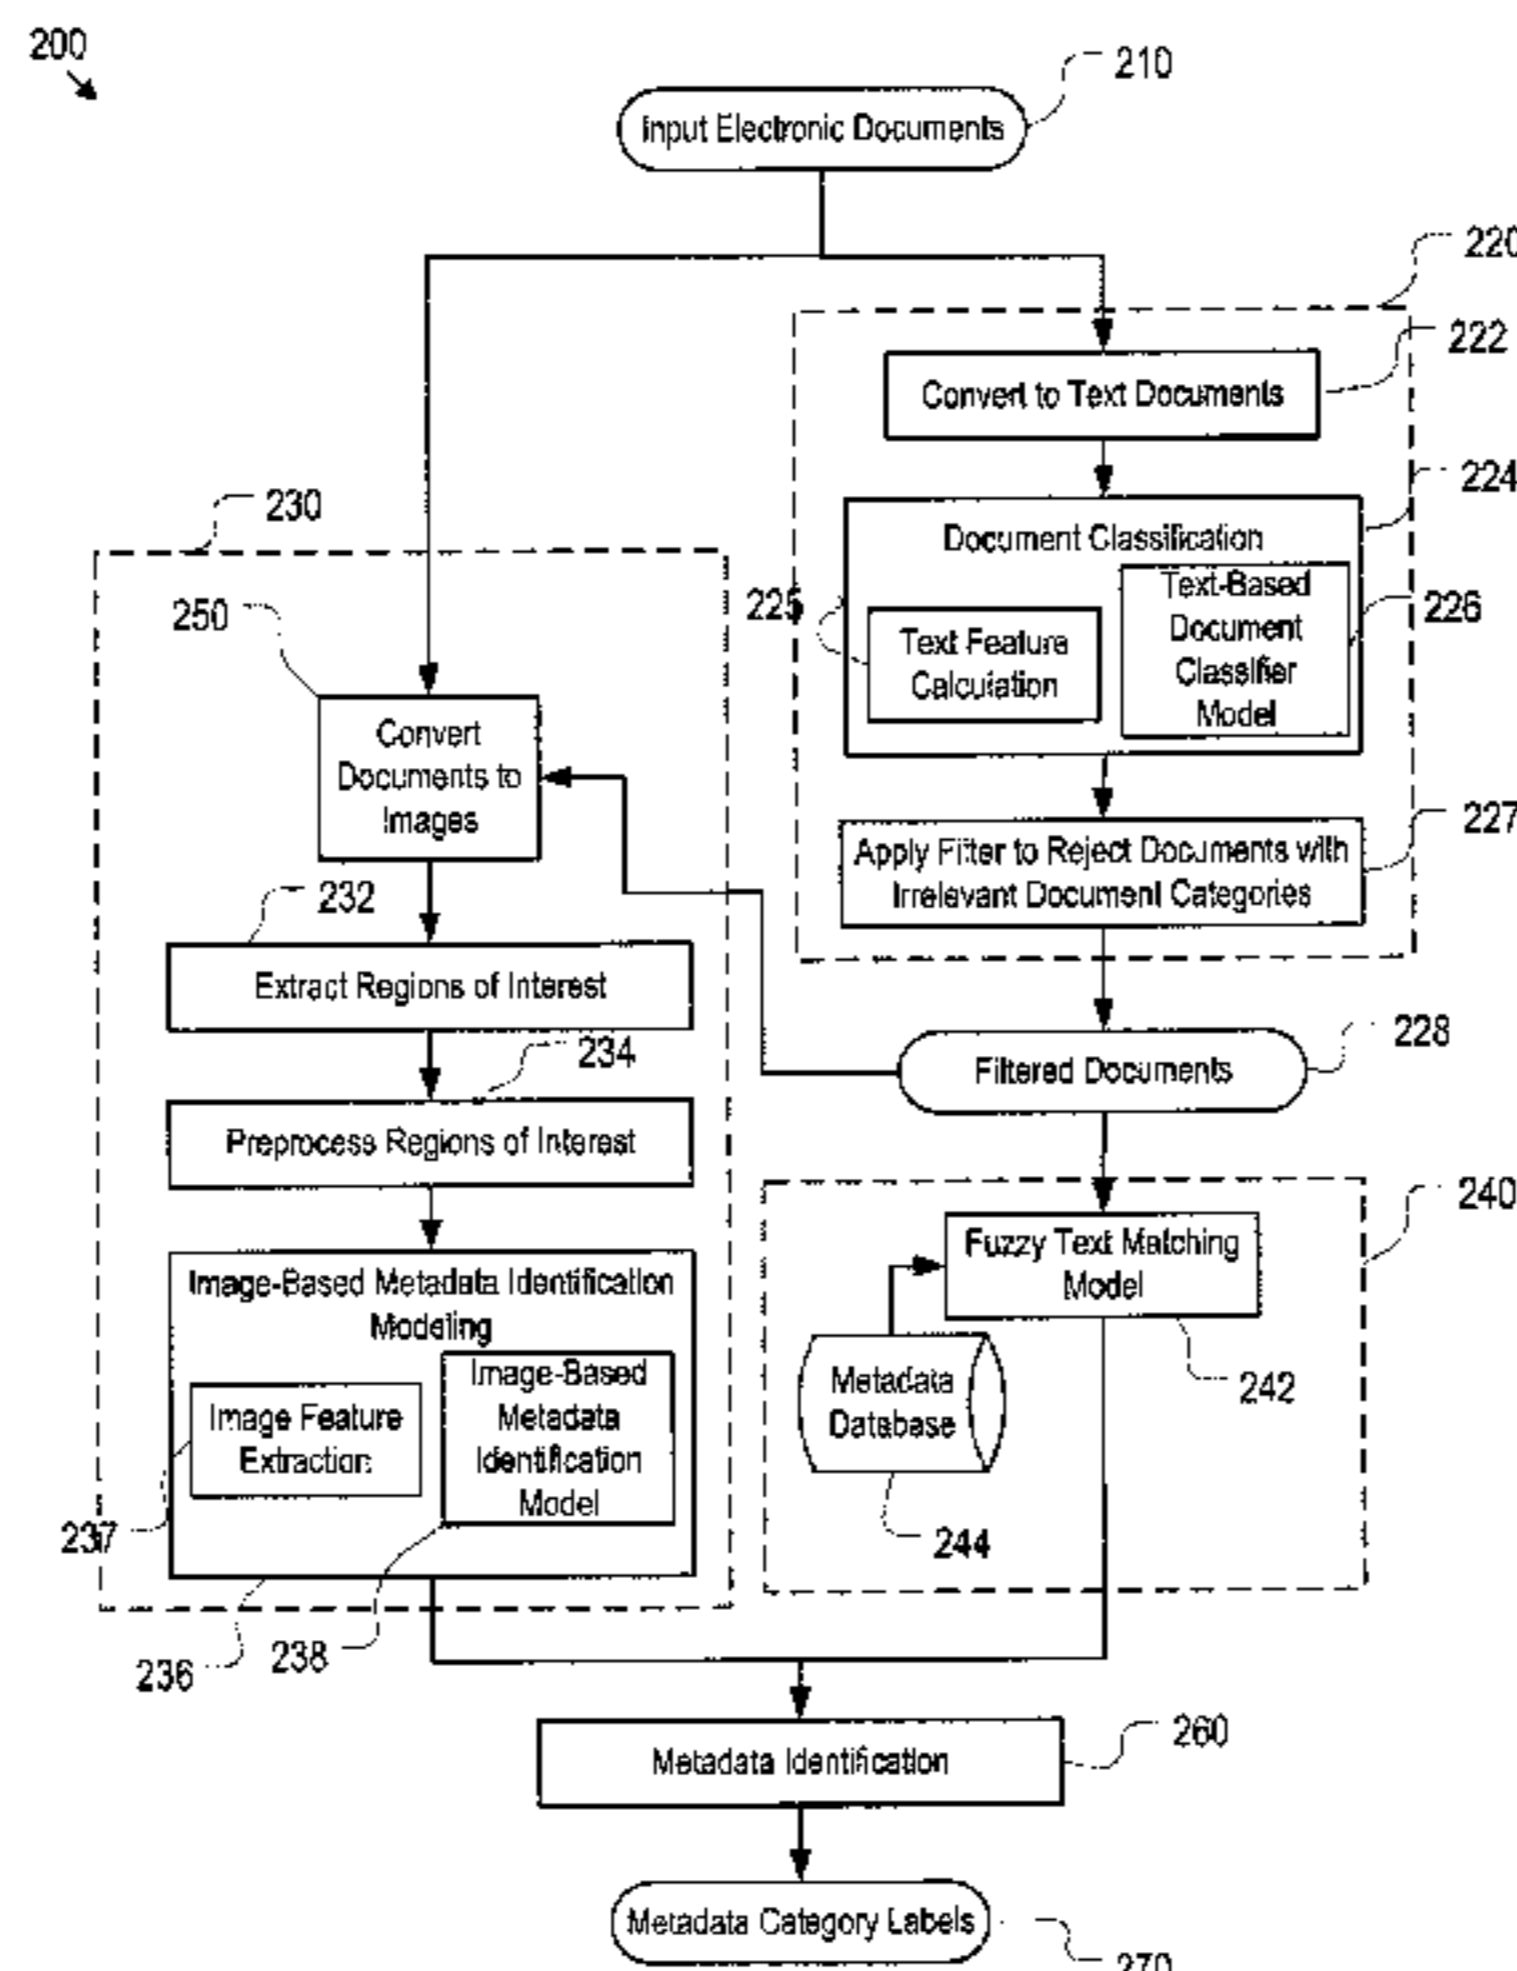 200
210
Input Electronic Documents
220
222
Convert to Text Documents
224
Document Classification
225
Text Feature
Calculation
Text-Based
Document
Classifier
Model
226
227
Apply Filter to Reject Documents with
Irrelevant Document Categories
228
Filtered Documents
230
250
Convert
Documents to
Images
232
Extract Regions of Interest
234
Preprocess Regions of Interest
Image-Based Metadata Identification
Modeling
Image Feature
Extraction
Image-Based
Metadata
Identification
Model
237
236
238
240
Fuzzy Text Matching
Model
242
Metadata
Database
244
260
Metadata Identification
Metadata Category Labels
270